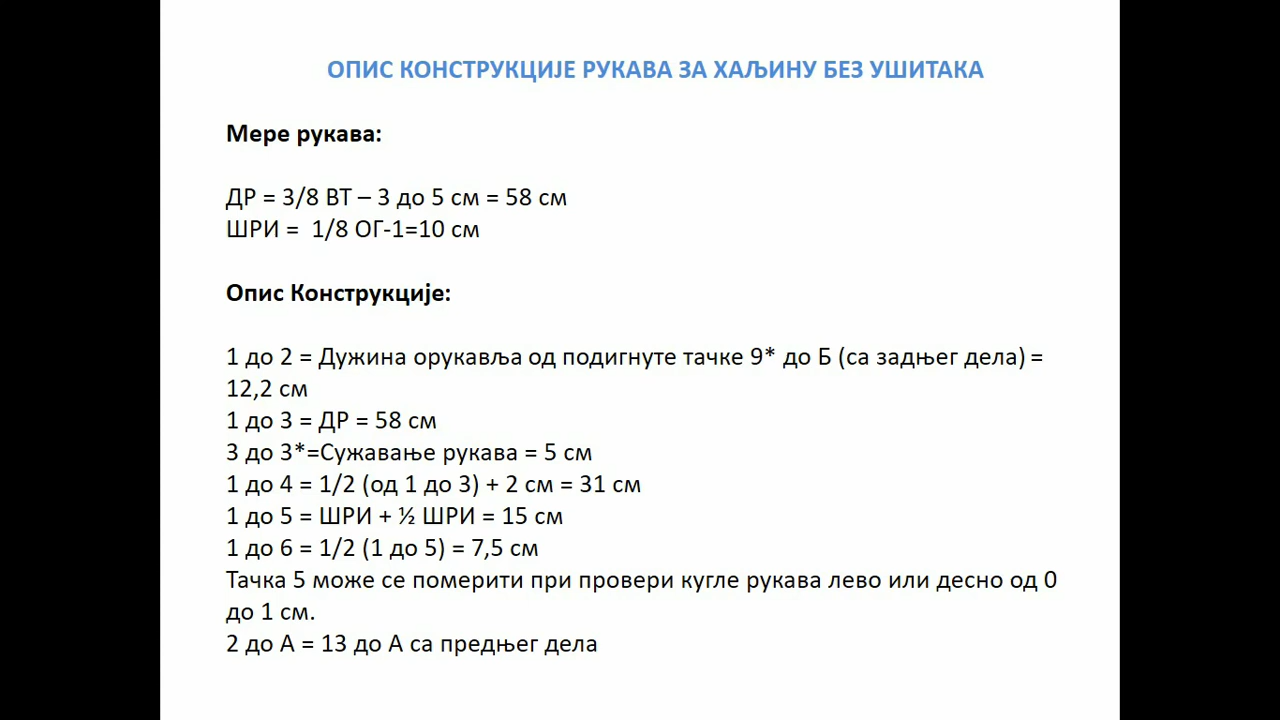 ОПИС КОНСТРУКЦИЈЕ РУКАВА ЗА ХАЉИНУ БЕЗ УШИТАКА
Мере рукава:
ДР = 3/8 ВТ – 3 до 5 см = 58 см
ШРИ =  1/8 ОГ-1=10 см
Опис Конструкције:
1 до 2 = Дужина орукавља од подигнуте тачке 9* до Б (са задњег дела) =
12,2 см
1 до 3 = ДР = 58 см
3 до 3*=Сужавање рукава = 5 см
1 до 4 = 1/2 (од 1 до 3) + 2 см = 31 см
1 до 5 = ШРИ + ½ ШРИ = 15 см
1 до 6 = 1/2 (1 до 5) = 7,5 см
Тачка 5 може се померити при провери кугле рукава лево или десно од 0
до 1 см.
2 до А = 13 до А са предњег дела